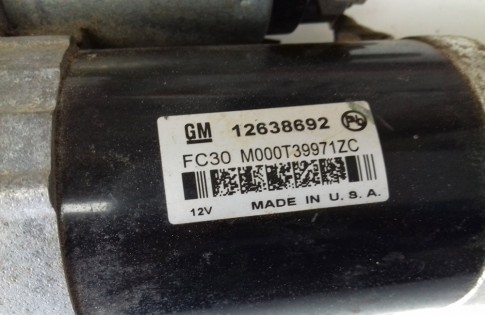 GM 12638692 Pb
FC30 M000T39971ZC
12V MADE IN U.S.A.